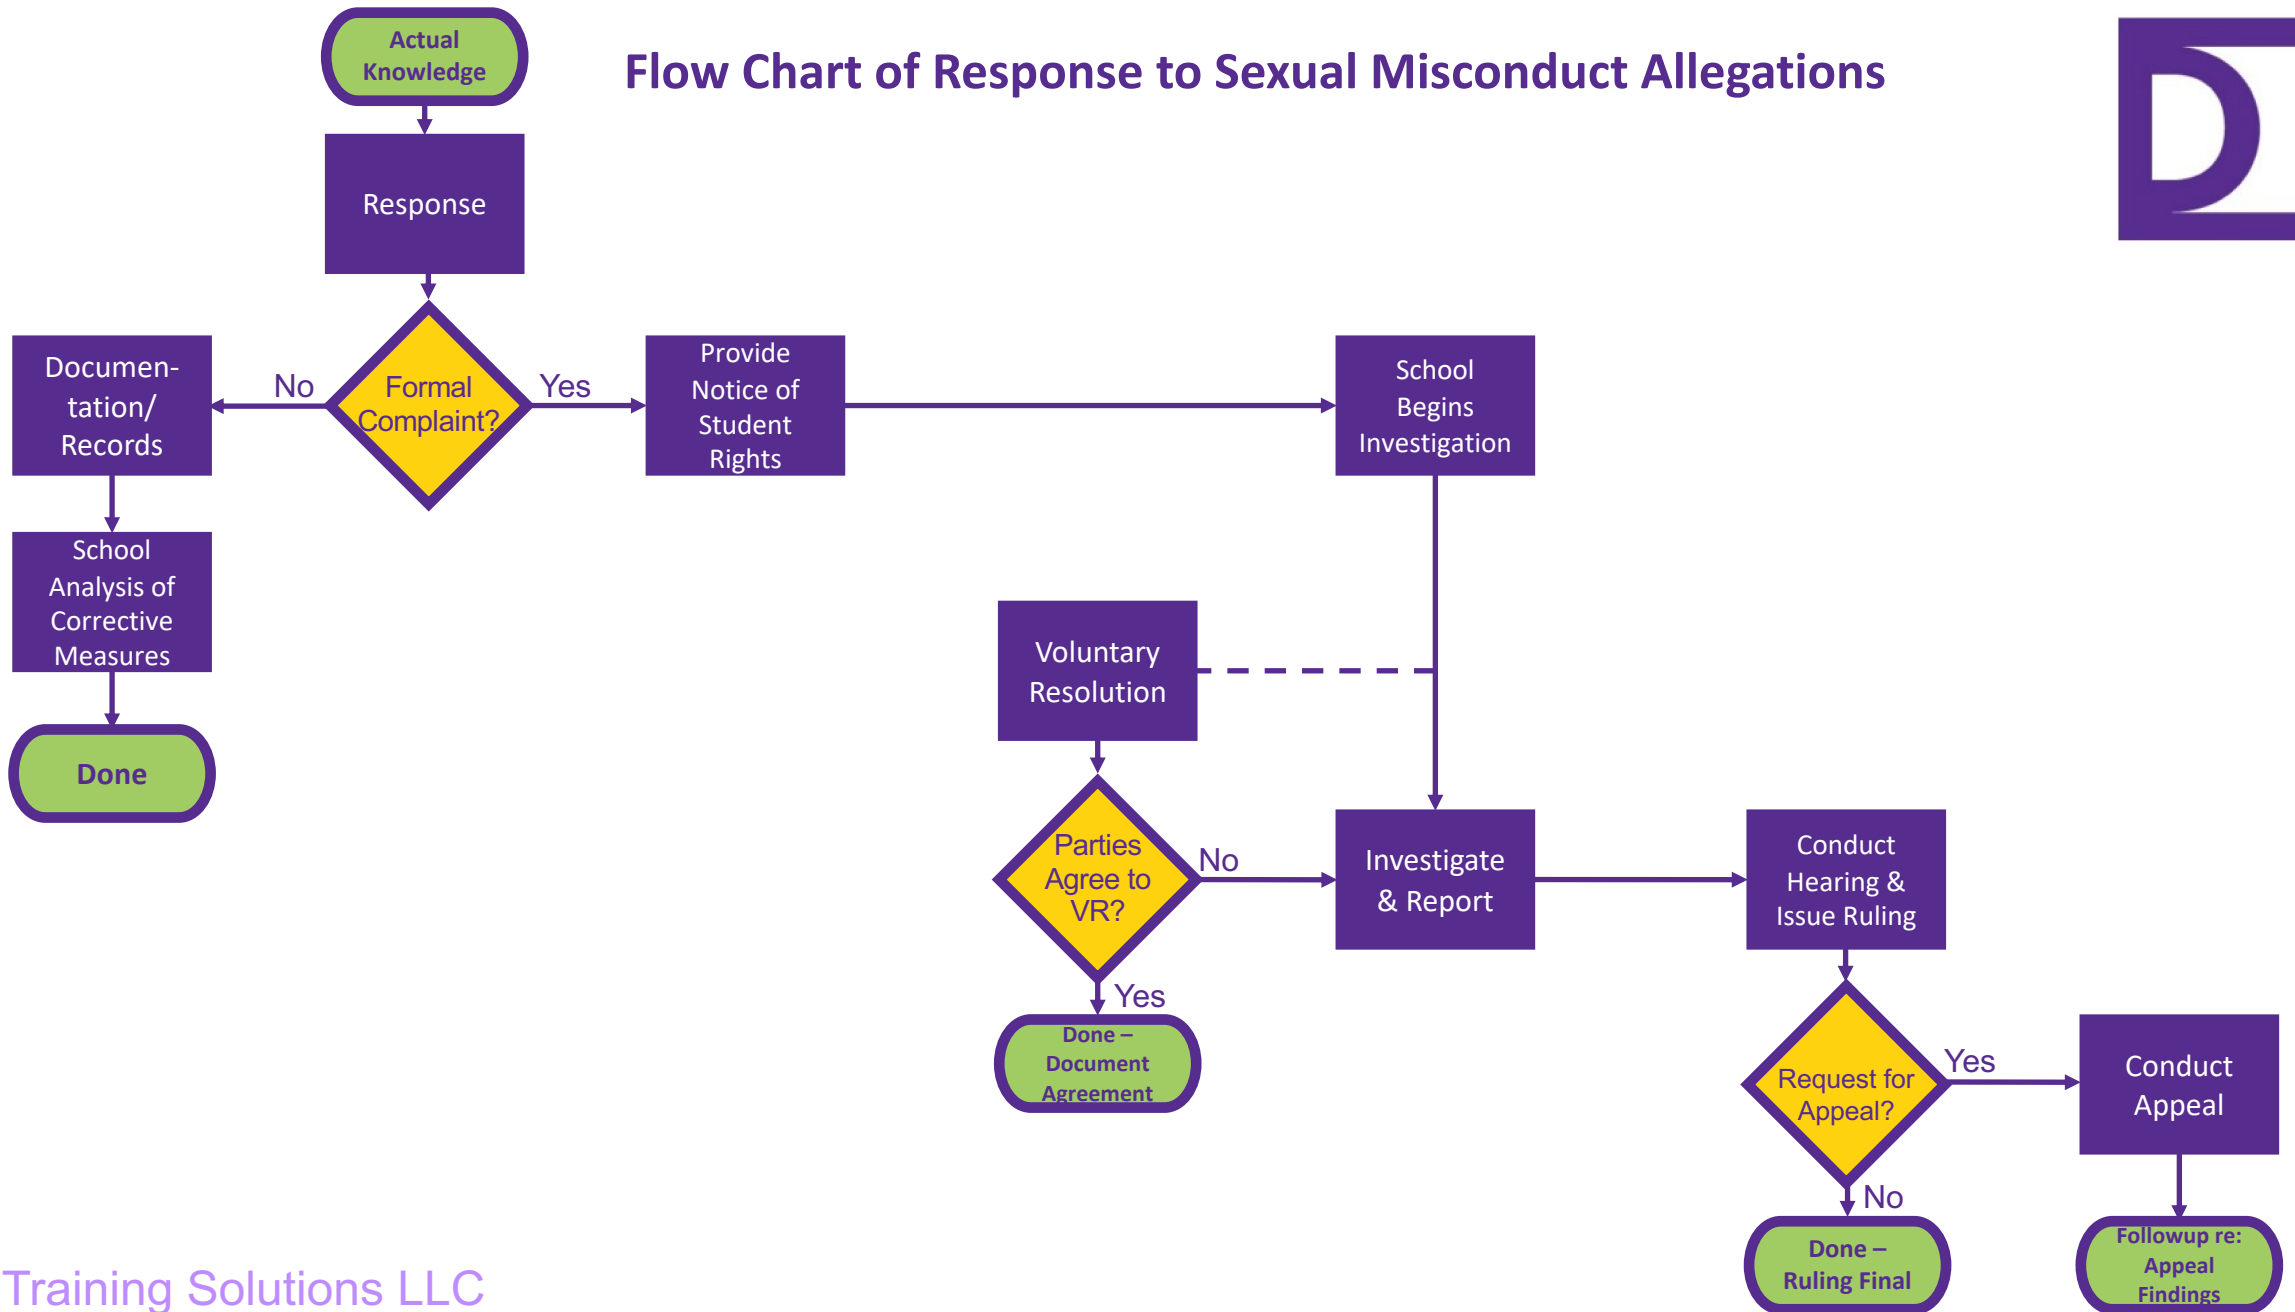 Actual
Knowledge
Flow Chart of Response to Sexual Misconduct Allegations
Response
Documen-
tation/
Records
No
Formal
Complaint?
Yes
Provide
Notice of
Student
Rights
School
Begins
Investigation
School
Analysis of
Corrective
Measures
Done
Voluntary
Resolution
Parties
Agree to
VR?
No
Investigate
& Report
Conduct
Hearing &
Issue Ruling
Yes
Done –
Document
Agreement
Request for
Appeal?
Yes
Conduct
Appeal
No
Done –
Ruling Final
Followup re:
Appeal
Findings
Training Solutions LLC
D